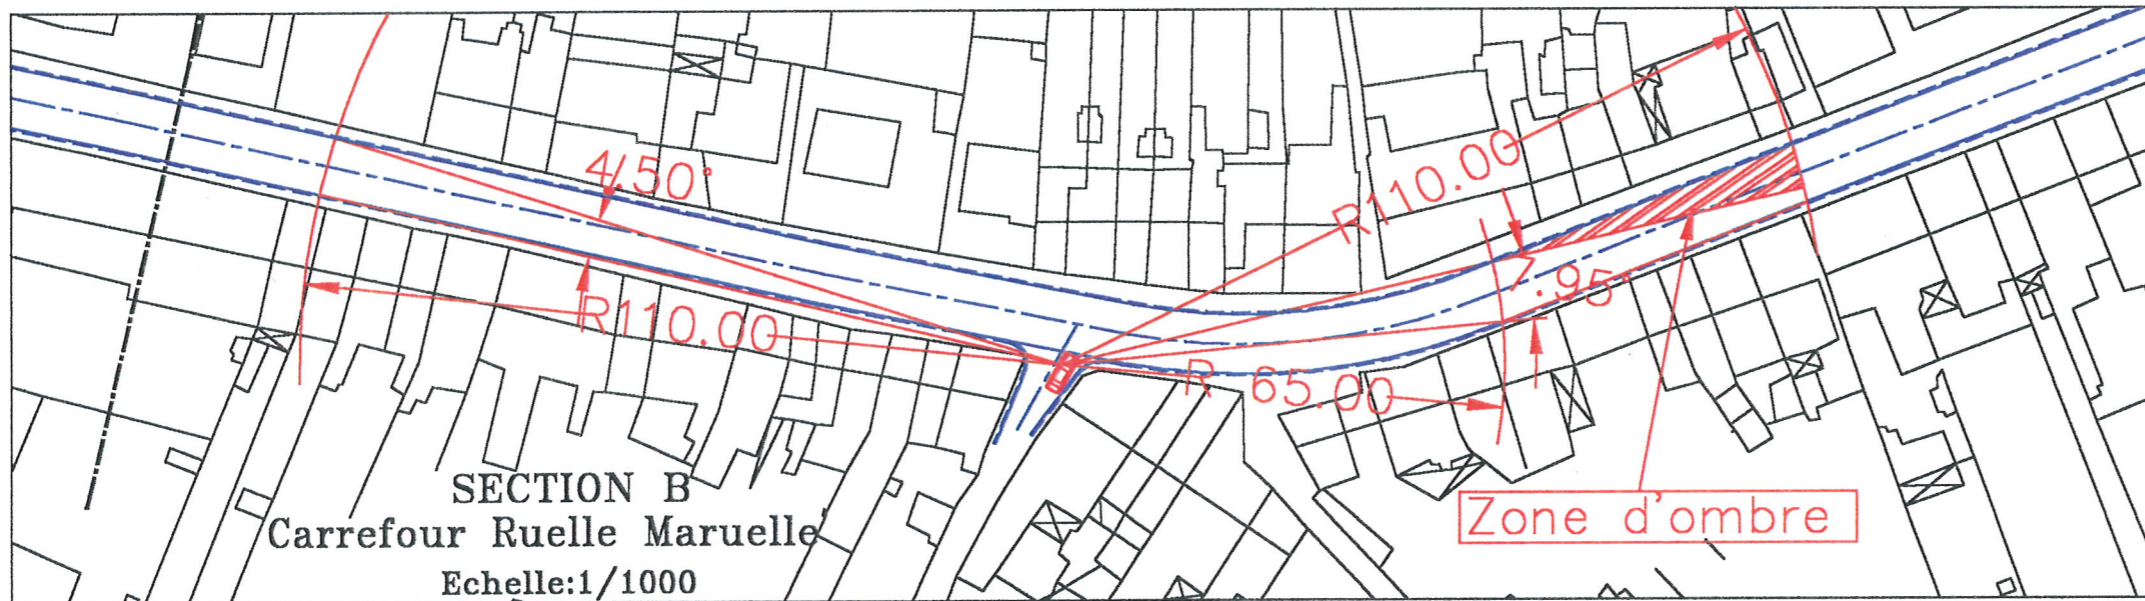 4.50°
R110.00
R110.00
7.95°
R 65.00
Zone d'ombre
SECTION B
Carrefour Ruelle Maruelle
Echelle:1/1000